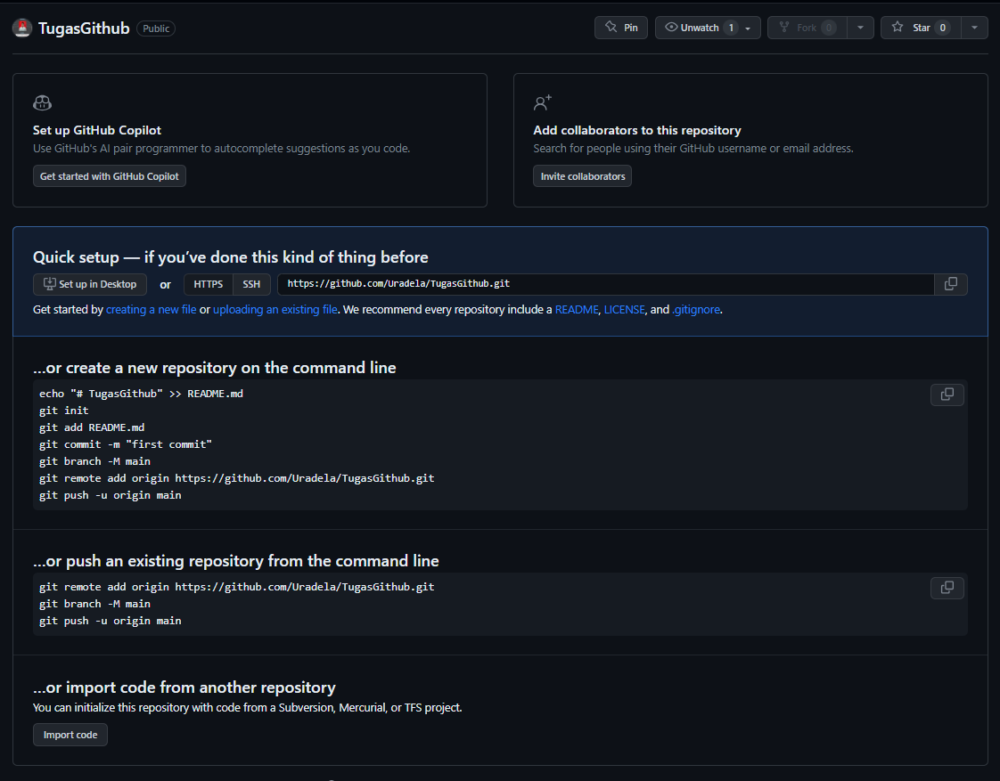 TugasGithub Public
Pin
Unwatch 1
Fork 0
Star 0
Set up GitHub Copilot
Use GitHub's AI pair programmer to autocomplete suggestions as you code.
Get started with GitHub Copilot
Add collaborators to this repository
Search for people using their GitHub username or email address.
Invite collaborators
Quick setup — if you’ve done this kind of thing before
Set up in Desktop or HTTPS SSH https://github.com/Uradela/TugasGithub.git
Get started by creating a new file or uploading an existing file. We recommend every repository include a README, LICENSE, and .gitignore.
…or create a new repository on the command line
echo "# TugasGithub" >> README.md
git init
git add README.md
git commit -m "first commit"
git branch -M main
git remote add origin https://github.com/Uradela/TugasGithub.git
git push -u origin main
…or push an existing repository from the command line
git remote add origin https://github.com/Uradela/TugasGithub.git
git branch -M main
git push -u origin main
…or import code from another repository
You can initialize this repository with code from a Subversion, Mercurial, or TFS project.
Import code